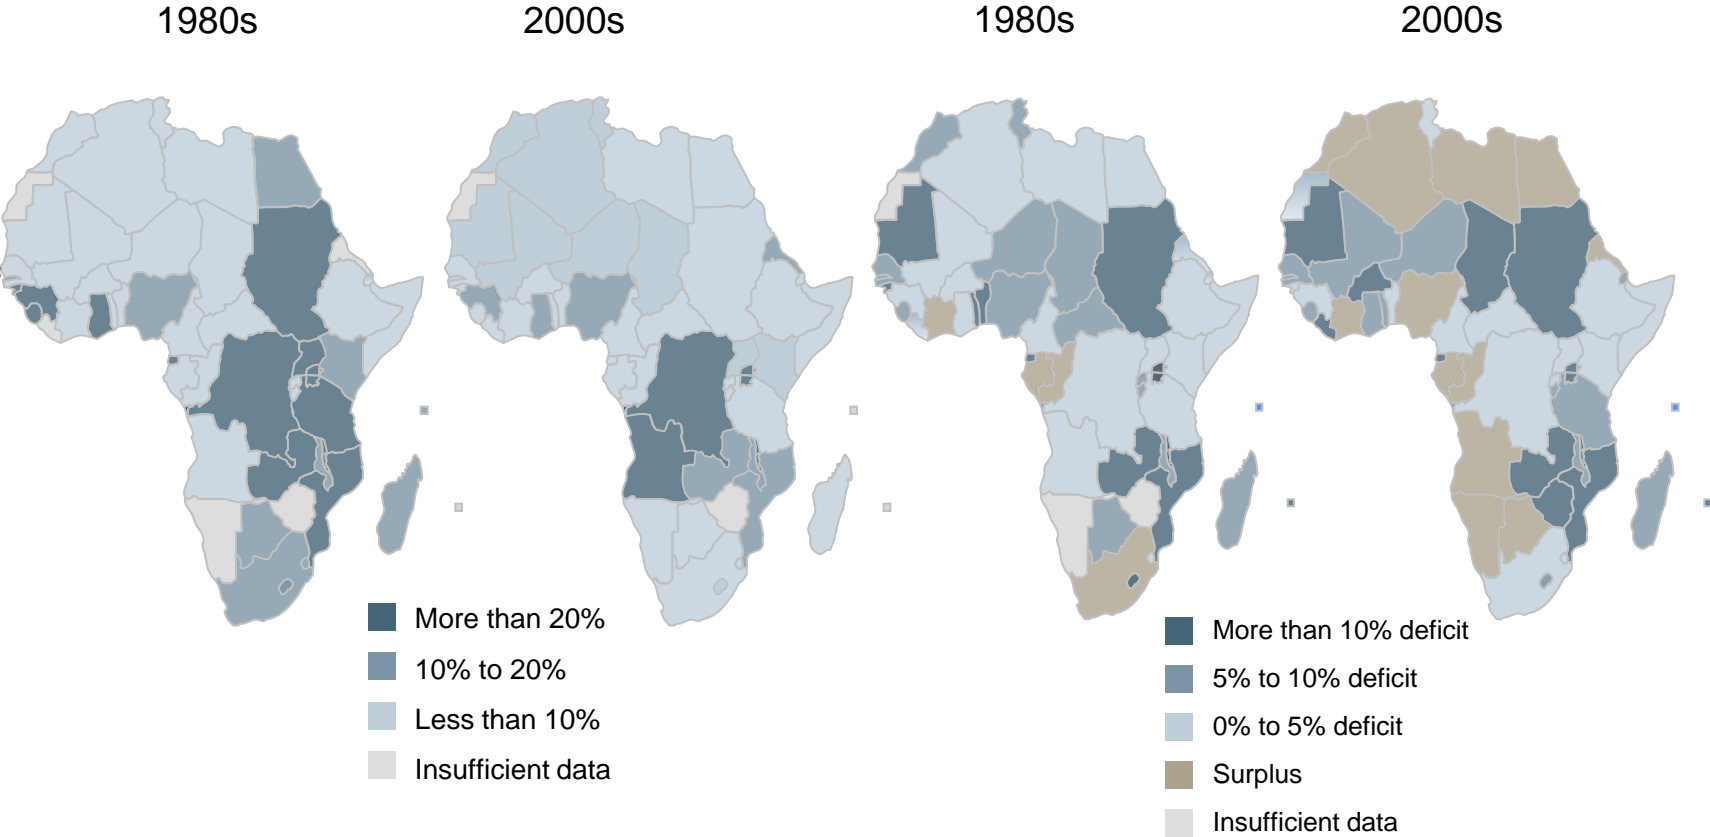 1980s
2000s
1980s
2000s
More than 20%
10% to 20%
Less than 10%
Insufficient data
More than 10% deficit
5% to 10% deficit
0% to 5% deficit
Surplus
Insufficient data